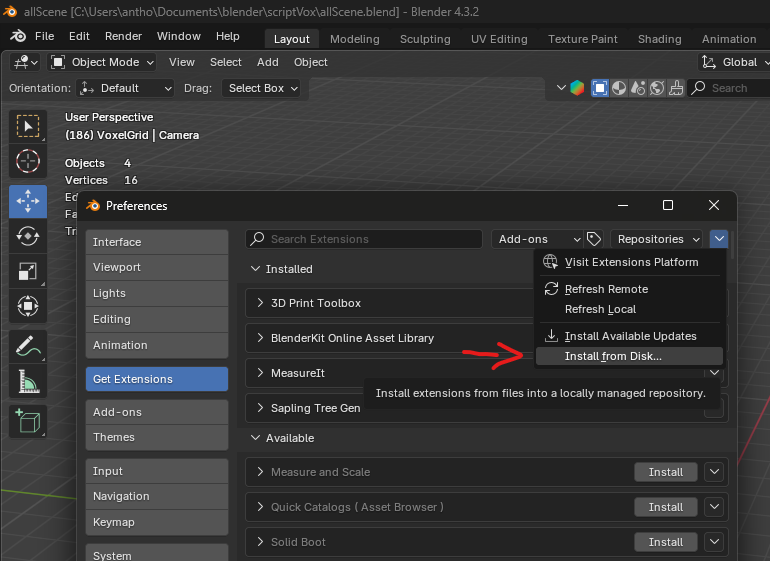 allScene [C:\Users\antho\Documents\blender\scriptVox\allScene.blend] - Blender 4.3.2
File Edit Render Window Help Layout Modeling Sculpting UV Editing Texture Paint Shading Animation
Object Mode View Select Add Object Global
Orientation: Default Drag: Select Box Search
User Perspective
(186) VoxelGrid | Camera
Objects 4
Vertices 16
Preferences
Interface
Viewport
Lights
Editing
Animation
Get Extensions
Add-ons
Themes
Input
Navigation
Keymap
System
Search Extensions Add-ons Repositories
Installed
3D Print Toolbox
BlenderKit Online Asset Library
MeasureIt
Sapling Tree Gen
Visit Extensions Platform
Refresh Remote
Refresh Local
Install Available Updates
Install from Disk...
Install extensions from files into a locally managed repository.
Available
Measure and Scale Install
Quick Catalogs ( Asset Browser ) Install
Solid Boot Install